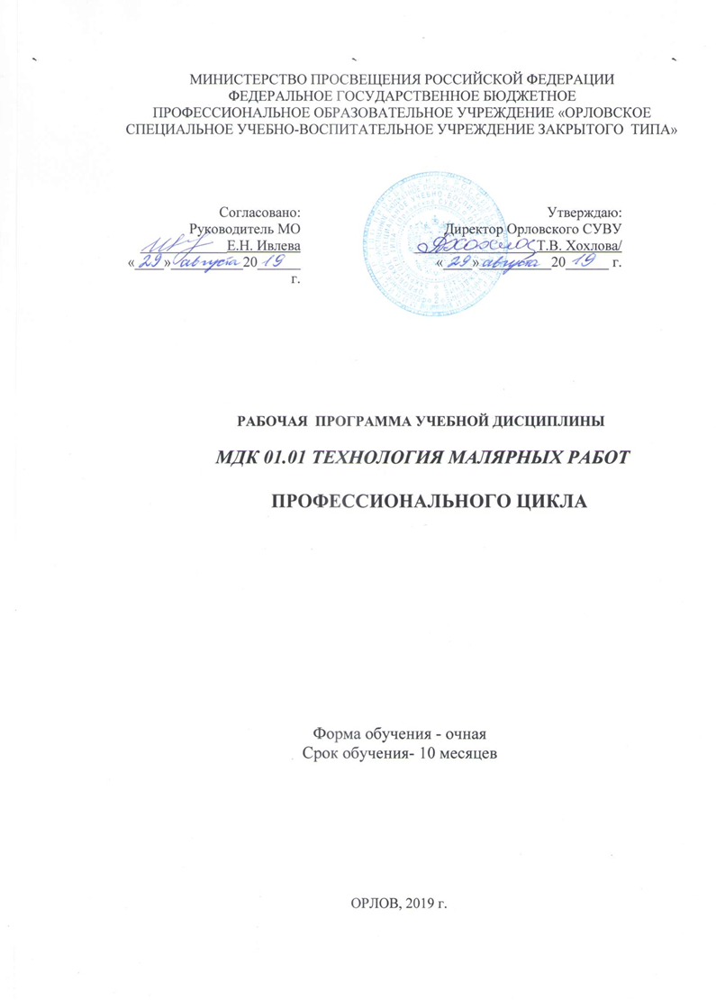 МИНИСТЕРСТВО ПРОСВЕЩЕНИЯ РОССИЙСКОЙ ФЕДЕРАЦИИ
ФЕДЕРАЛЬНОЕ ГОСУДАРСТВЕННОЕ БЮДЖЕТНОЕ
ПРОФЕССИОНАЛЬНОЕ ОБРАЗОВАТЕЛЬНОЕ УЧРЕЖДЕНИЕ «ОРЛОВСКОЕ
СПЕЦИАЛЬНОЕ УЧЕБНО-ВОСПИТАТЕЛЬНОЕ УЧРЕЖДЕНИЕ ЗАКРЫТОГО ТИПА»
Согласовано:
Руководитель МО
Е.Н. Ивлева
«29» августа 2019
г.
Утверждаю:
Директор Орловского СУВУ
Т.В. Хохлова/
«29» августа 2019 г.
РАБОЧАЯ ПРОГРАММА УЧЕБНОЙ ДИСЦИПЛИНЫ
МДК 01.01 ТЕХНОЛОГИЯ МАЛЯРНЫХ РАБОТ
ПРОФЕССИОНАЛЬНОГО ЦИКЛА
Форма обучения - очная
Срок обучения- 10 месяцев
ОРЛОВ, 2019 г.